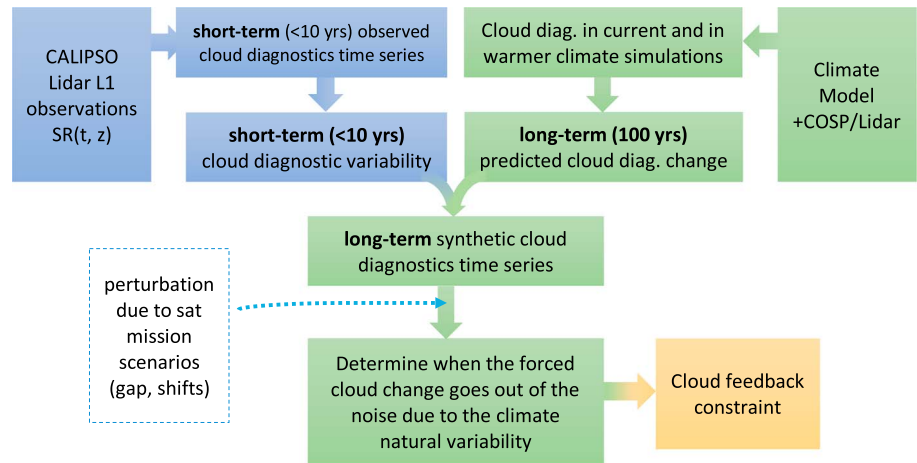 CALIPSO
Lidar L1
observations
SR(t, z)
short-term (<10 yrs) observed
cloud diagnostics time series
short-term (<10 yrs)
cloud diagnostic variability
Cloud diag. in current and in
warmer climate simulations
long-term (100 yrs)
predicted cloud diag. change
Climate
Model
+COSP/Lidar
long-term synthetic cloud
diagnostics time series
perturbation
due to sat
mission
scenarios
(gap, shifts)
Determine when the forced
cloud change goes out of the
noise due to the climate
natural variability
Cloud feedback
constraint